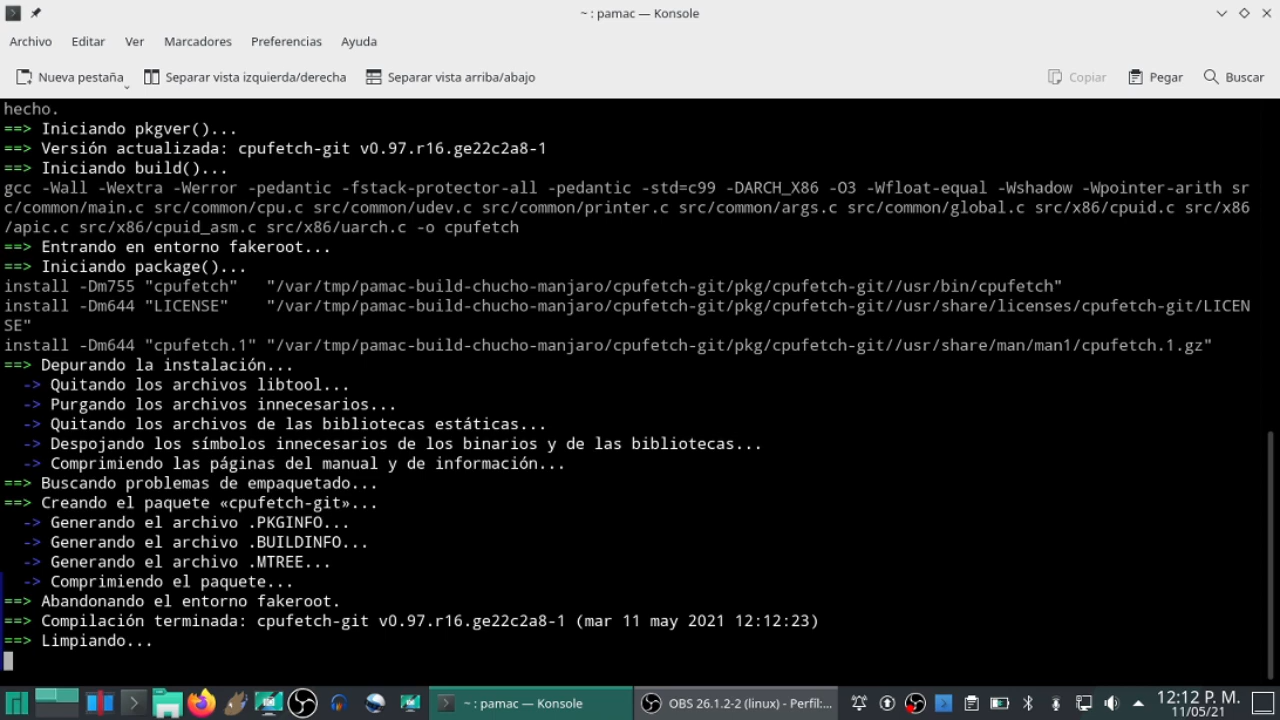 ~ : pamac — Konsole
Archivo Editar Ver Marcadores Preferencias Ayuda
Nueva pestaña Separar vista izquierda/derecha Separar vista arriba/abajo Copiar Pegar Buscar
hecho.
==> Iniciando pkgver()...
==> Versión actualizada: cpufetch-git v0.97.r16.ge22c2a8-1
==> Iniciando build()...
gcc -Wall -Wextra -Werror -pedantic -fstack-protector-all -pedantic -std=c99 -DARCH_X86 -O3 -Wfloat-equal -Wshadow -Wpointer-arith sr
c/common/main.c src/common/cpu.c src/common/udev.c src/common/printer.c src/common/args.c src/common/global.c src/x86/cpuid.c src/x86
/apic.c src/x86/cpuid_asm.c src/x86/uarch.c -o cpufetch
==> Entrando en entorno fakeroot...
==> Iniciando package()...
install -Dm755 "cpufetch"   "/var/tmp/pamac-build-chucho-manjaro/cpufetch-git/pkg/cpufetch-git//usr/bin/cpufetch"
install -Dm644 "LICENSE"    "/var/tmp/pamac-build-chucho-manjaro/cpufetch-git/pkg/cpufetch-git//usr/share/licenses/cpufetch-git/LICEN
SE"
install -Dm644 "cpufetch.1" "/var/tmp/pamac-build-chucho-manjaro/cpufetch-git/pkg/cpufetch-git//usr/share/man/man1/cpufetch.1.gz"
==> Depurando la instalación...
  -> Quitando los archivos libtool...
  -> Purgando los archivos innecesarios...
  -> Quitando los archivos de las bibliotecas estáticas...
  -> Despojando los símbolos innecesarios de los binarios y de las bibliotecas...
  -> Comprimiendo las páginas del manual y de información...
==> Buscando problemas de empaquetado...
==> Creando el paquete «cpufetch-git»...
  -> Generando el archivo .PKGINFO...
  -> Generando el archivo .BUILDINFO...
  -> Generando el archivo .MTREE...
  -> Comprimiendo el paquete...
==> Abandonando el entorno fakeroot.
==> Compilación terminada: cpufetch-git v0.97.r16.ge22c2a8-1 (mar 11 may 2021 12:12:23)
==> Limpiando...
~ : pamac — Konsole OBS 26.1.2-2 (linux) - Perfil:... 12:12 P. M.
11/05/21